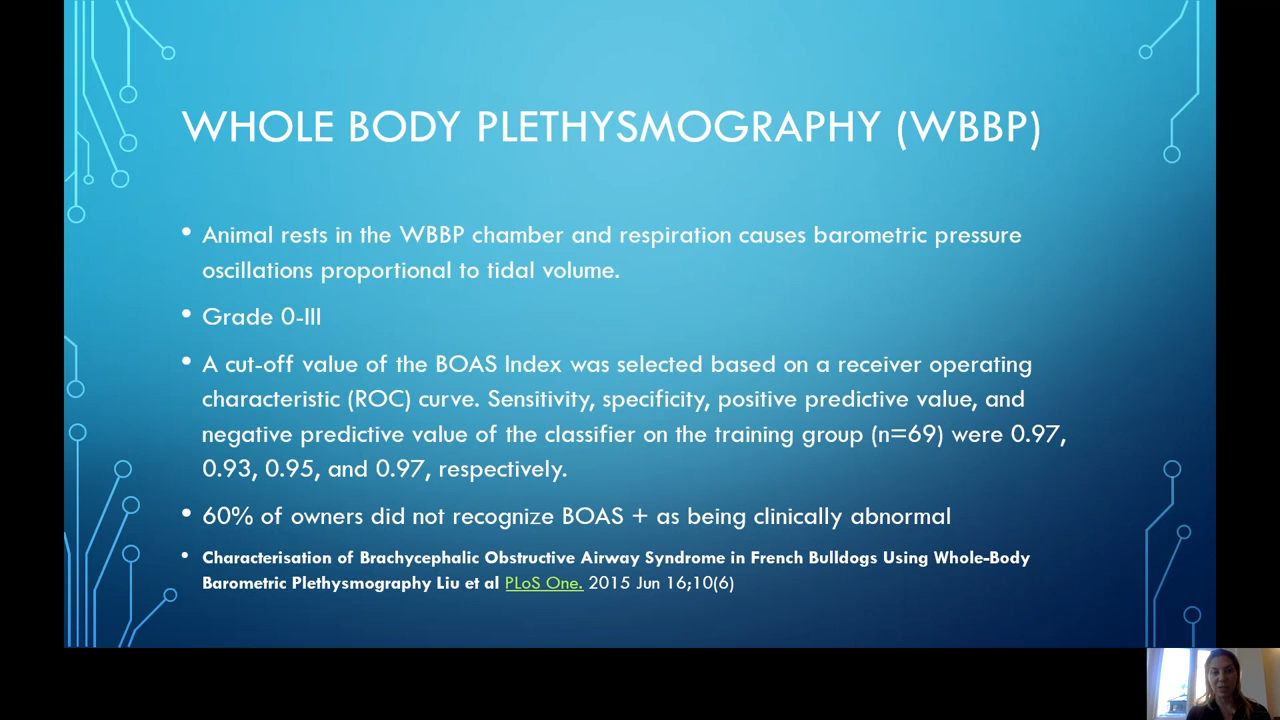 WHOLE BODY PLETHYSMOGRAPHY (WBBP)
• Animal rests in the WBBP chamber and respiration causes barometric pressure
oscillations proportional to tidal volume.
• Grade 0-III
• A cut-off value of the BOAS Index was selected based on a receiver operating
characteristic (ROC) curve. Sensitivity, specificity, positive predictive value, and
negative predictive value of the classifier on the training group (n=69) were 0.97,
0.93, 0.95, and 0.97, respectively.
• 60% of owners did not recognize BOAS + as being clinically abnormal
• Characterisation of Brachycephalic Obstructive Airway Syndrome in French Bulldogs Using Whole-Body
Barometric Plethysmography Liu et al PLoS One. 2015 Jun 16;10(6)